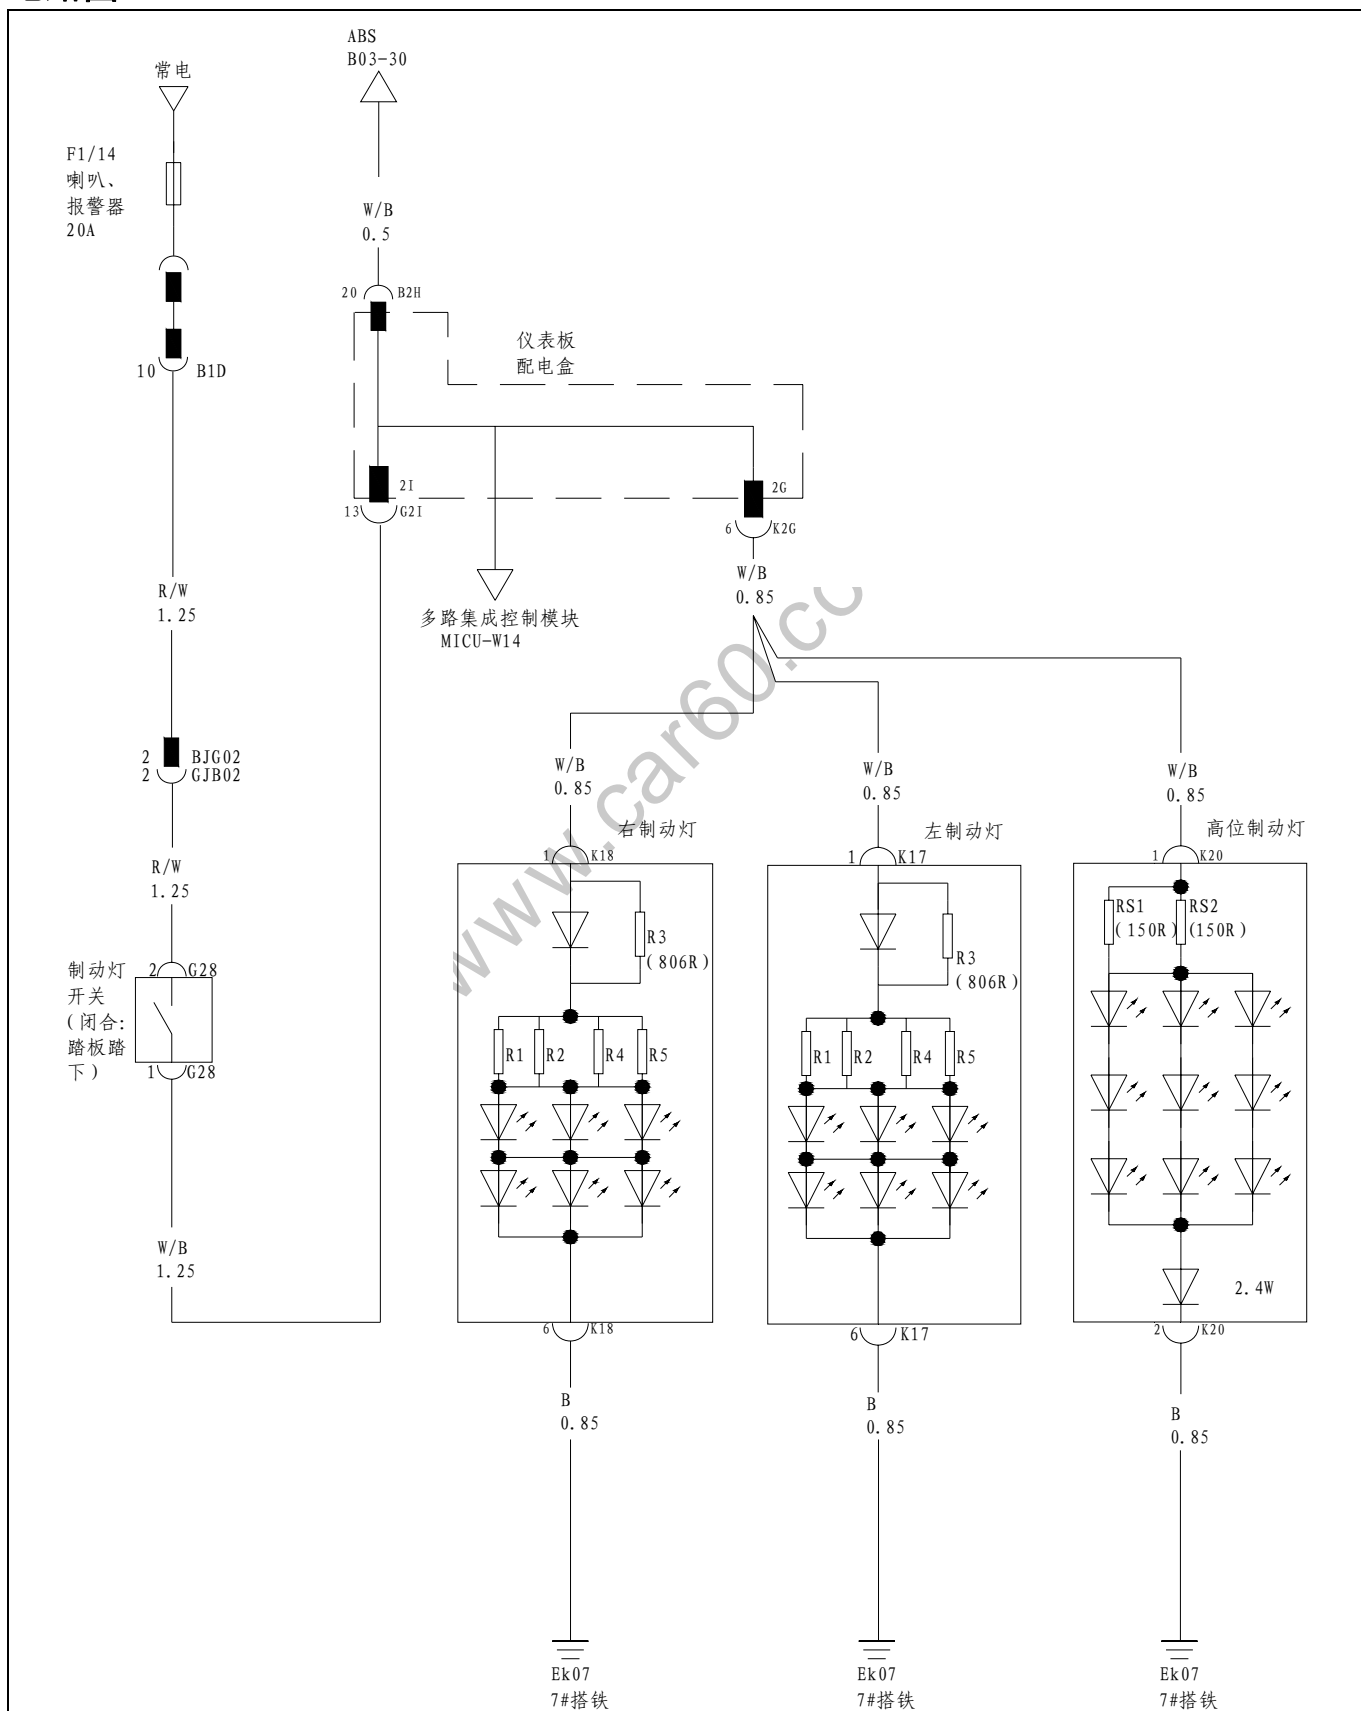 常电
F1/14
喇叭、
报警器
20A
10 B1D
R/W
1.25
2 BJG02
2 GJB02
R/W
1.25
制动灯
开关
(闭合:
踏板踏
下)
2 G28
1 G28
W/B
1.25
ABS
B03-30
W/B
0.5
20 B2H
仪表板
配电盒
2I
13 G2I
2G
6 K2G
W/B
0.85
多路集成控制模块
MICU-W14
www.car60.co
W/B
0.85
右制动灯
1 K18
R3
(806R)
R1 R2 R4 R5
6 K18
B
0.85
Ek07
7#搭铁
W/B
0.85
左制动灯
1 K17
R3
(806R)
R1 R2 R4 R5
6 K17
B
0.85
Ek07
7#搭铁
W/B
0.85
高位制动灯
1 K20
RS1 RS2
(150R) (150R)
2.4W
2 K20
B
0.85
Ek07
7#搭铁